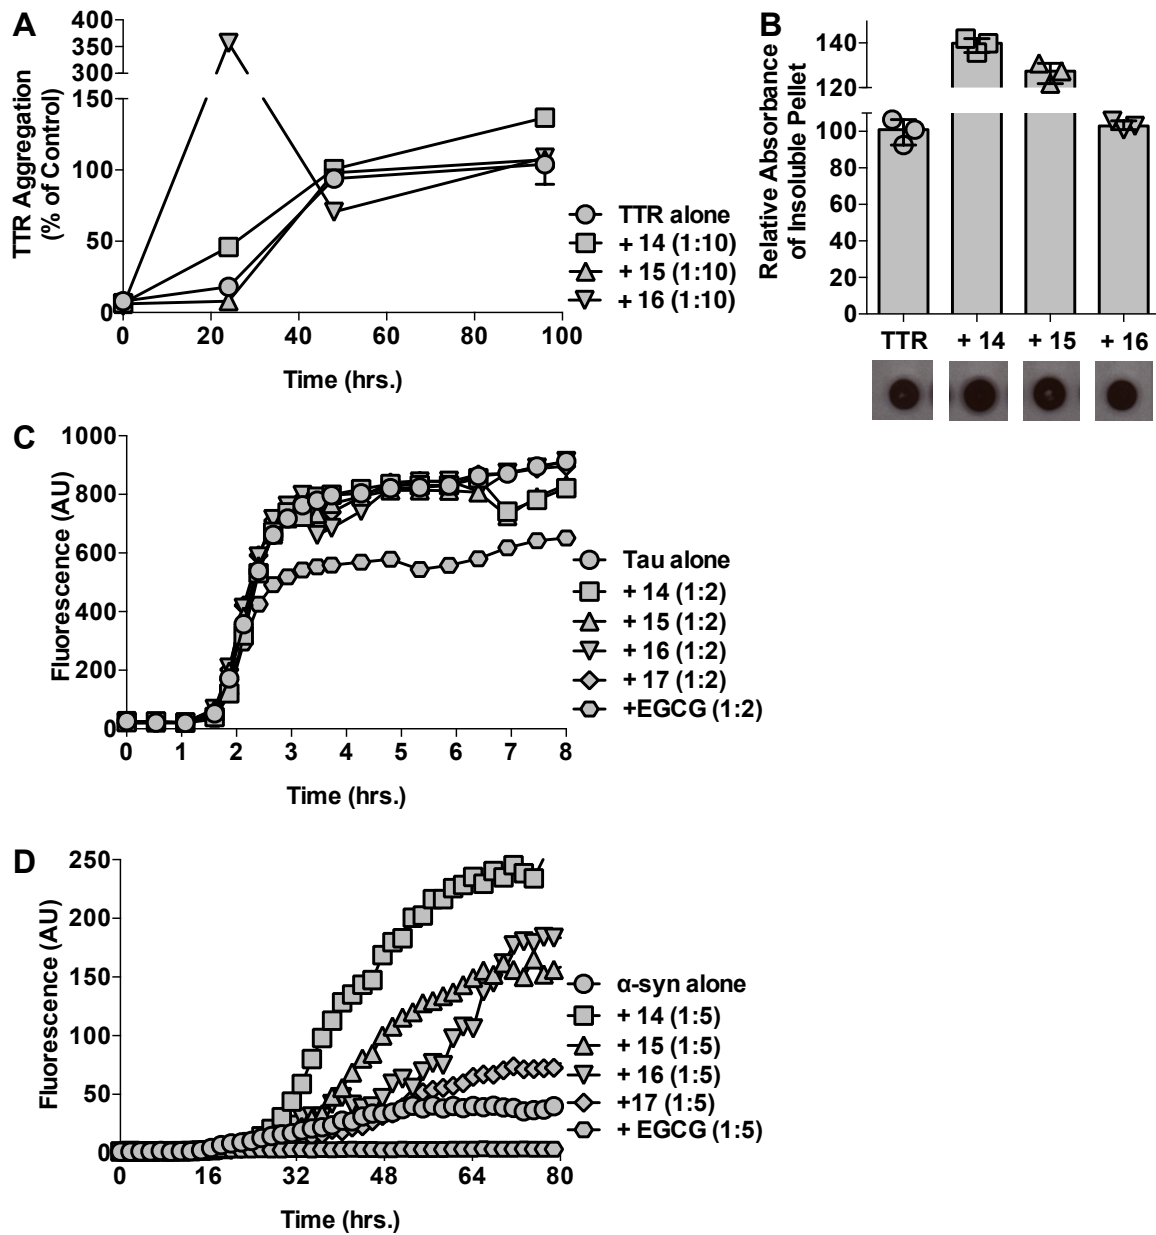 A
TTR Aggregation
(% of Control)
400
350
300
150
100
50
0
0 20 40 60 80 100
Time (hrs.)
TTR alone
+ 14 (1:10)
+ 15 (1:10)
+ 16 (1:10)
B
Relative Absorbance
of Insoluble Pellet
140
120
100
80
60
40
20
0
TTR + 14 + 15 + 16
C
Fluorescence (AU)
1000
800
600
400
200
0
0 1 2 3 4 5 6 7 8
Time (hrs.)
Tau alone
+ 14 (1:2)
+ 15 (1:2)
+ 16 (1:2)
+ 17 (1:2)
+EGCG (1:2)
D
Fluorescence (AU)
250
200
150
100
50
0
0 16 32 48 64 80
Time (hrs.)
α-syn alone
+ 14 (1:5)
+ 15 (1:5)
+ 16 (1:5)
+17 (1:5)
+ EGCG (1:5)